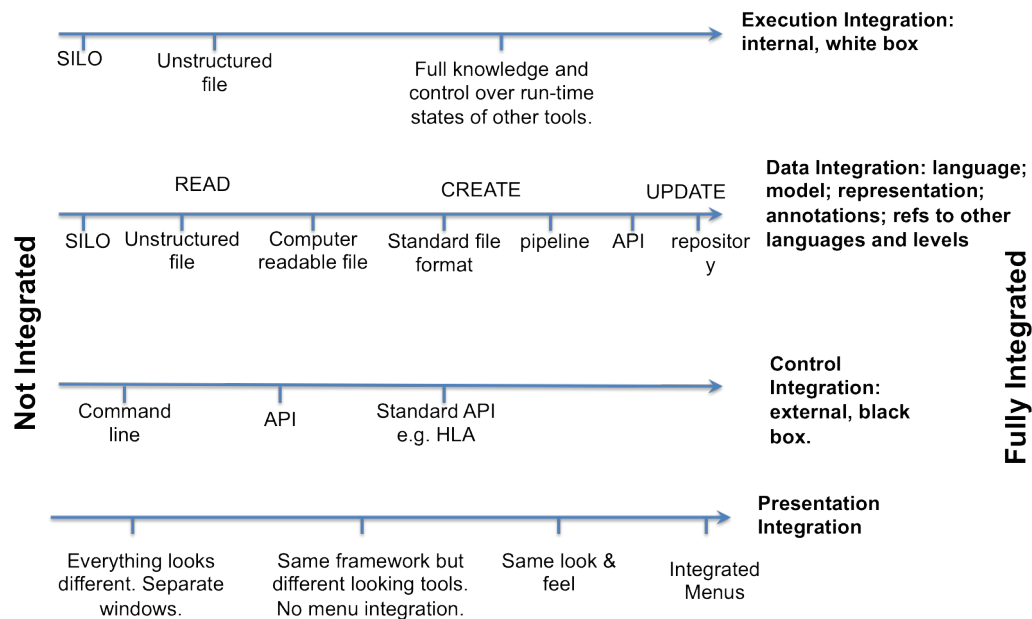 Execution Integration:
internal, white box
SILO
Unstructured
file
Full knowledge and
control over run-time
states of other tools.
Data Integration: language;
model; representation;
annotations; refs to other
languages and levels
READ
CREATE
UPDATE
SILO
Unstructured
file
Computer
readable file
Standard file
format
pipeline
API
repositor
y
Not Integrated
Fully Integrated
Control
Integration:
external, black
box.
Command
line
API
Standard API
e.g. HLA
Presentation
Integration
Everything looks
different. Separate
windows.
Same framework but
different looking tools.
No menu integration.
Same look &
feel
Integrated
Menus